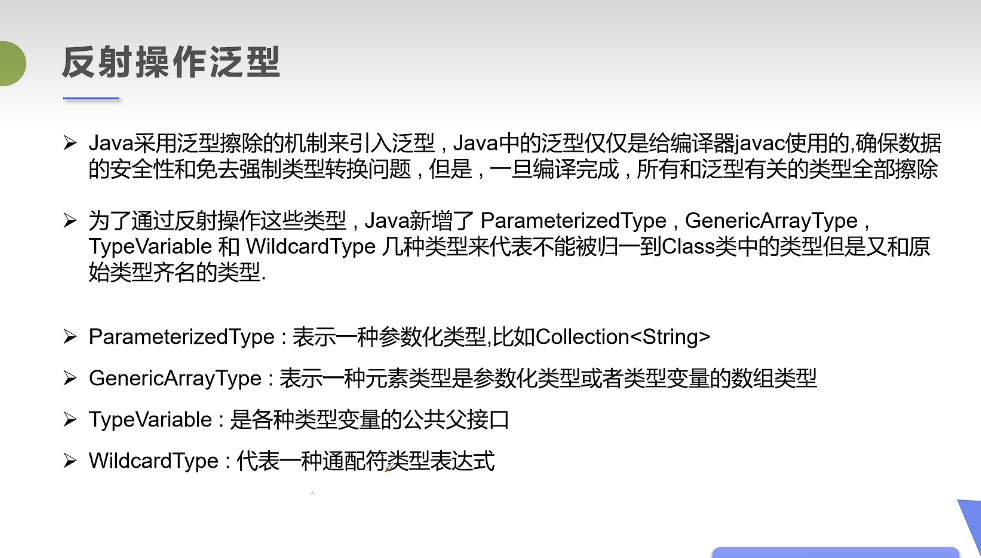 反射操作泛型
Java采用泛型擦除的机制来引入泛型 , Java中的泛型仅仅是给编译器javac使用的,确保数据
的安全性和免去强制类型转换问题 , 但是 , 一旦编译完成 , 所有和泛型有关的类型全部擦除
为了通过反射操作这些类型 , Java新增了 ParameterizedType , GenericArrayType ,
TypeVariable 和 WildcardType 几种类型来代表不能被归一到Class类中的类型但是又和原
始类型齐名的类型.
ParameterizedType : 表示一种参数化类型,比如Collection<String>
GenericArrayType : 表示一种元素类型是参数化类型或者类型变量的数组类型
TypeVariable : 是各种类型变量的公共父接口
WildcardType : 代表一种通配符类型表达式